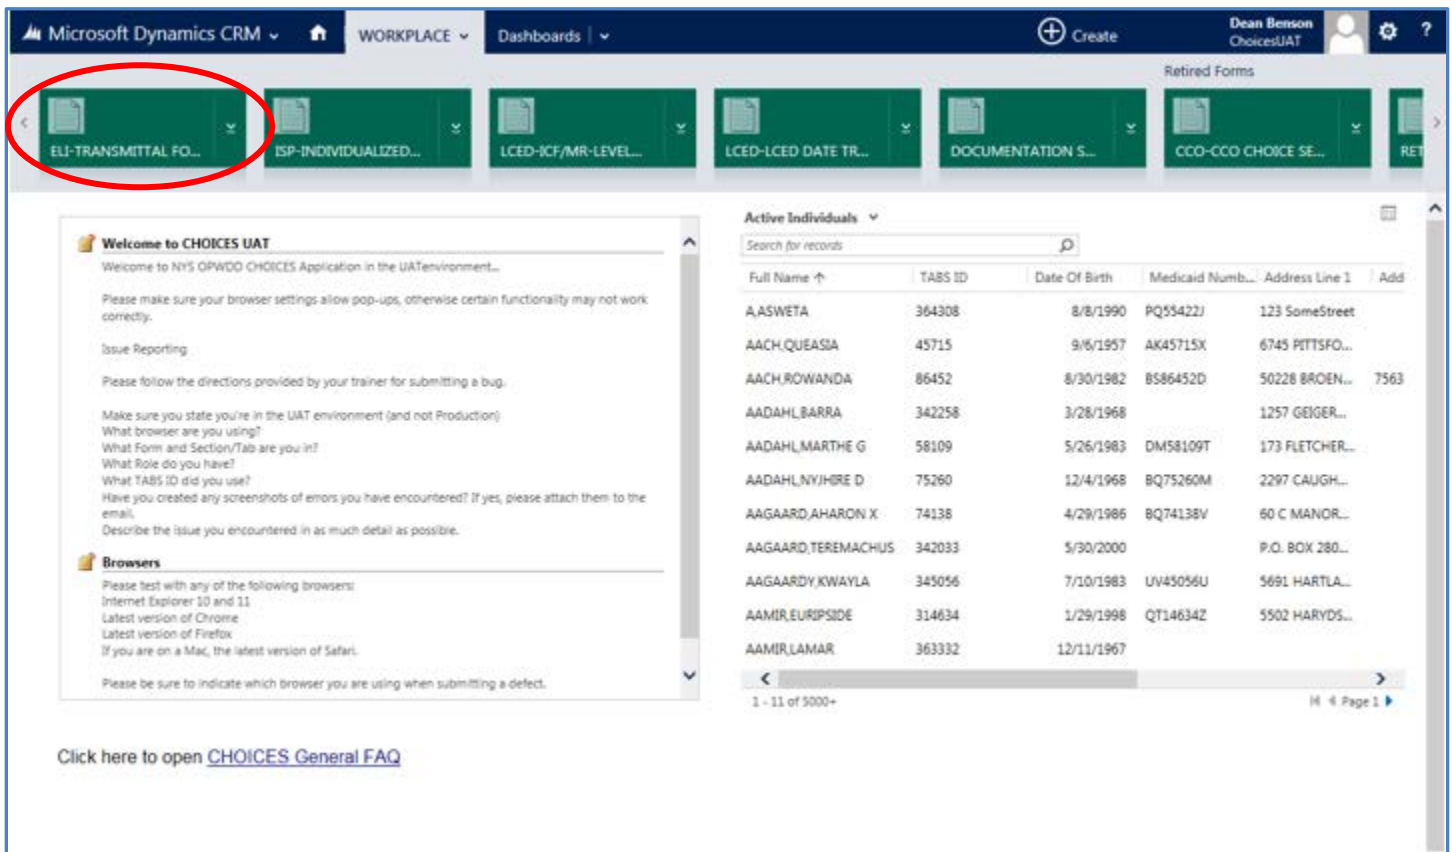 Microsoft Dynamics CRM WORKPLACE Dashboards Create Dean Benson ChoicesUAT ?
Retired Forms
ELI-TRANSMITTAL FO... ISP-INDIVIDUALIZED... LCED-ICF/MR-LEVEL... LCED-LCED DATE TR... DOCUMENTATION S... CCO-CCO CHOICE SE... RET
Welcome to CHOICES UAT
Welcome to NYS OPWDD CHOICES Application in the UATenvironment...
Please make sure your browser settings allow pop-ups, otherwise certain functionality may not work
correctly.
Issue Reporting
Please follow the directions provided by your trainer for submitting a bug.
Make sure you state you're in the UAT environment (and not Production)
What browser are you using?
What Form and Section/Tab are you in?
What Role do you have?
What TABS ID did you use?
Have you created any screenshots of errors you have encountered? If yes, please attach them to the
email.
Describe the issue you encountered in as much detail as possible.
Browsers
Please test with any of the following browsers:
Internet Explorer 10 and 11
Latest version of Chrome
Latest version of Firefox
If you are on a Mac, the latest version of Safari.
Please be sure to indicate which browser you are using when submitting a defect.
Active Individuals
Search for records
Full Name TABS ID Date Of Birth Medicaid Numb... Address Line 1 Add
A,ASWETA 364308 8/8/1990 PQ55422J 123 SomeStreet
AACH,QUEASIA 45715 9/6/1957 AK45715X 6745 PITTSFO...
AACH,ROWANDA 86452 8/30/1982 BS86452D 50228 BROEN... 7563
AADAHL,BARRA 342258 3/28/1968 1257 GEIGER...
AADAHL,MARTHE G 58109 5/26/1983 DM58109T 173 FLETCHER...
AADAHL,NYJHIRE D 75260 12/4/1968 BQ75260M 2297 CAUGH...
AAGAARD,AHARON X 74138 4/29/1986 BQ74138V 60 C MANOR...
AAGAARD,TEREMACHUS 342033 5/30/2000 P.O. BOX 280...
AAGAARDY,KWAYLA 345056 7/10/1983 UV45056U 5691 HARTLA...
AAMIR,EURIPSIDE 314634 1/29/1998 QT14634Z 5502 HARYDS...
AAMIR,LAMAR 363332 12/11/1967
1 - 11 of 5000+ Page 1
Click here to open CHOICES General FAQ